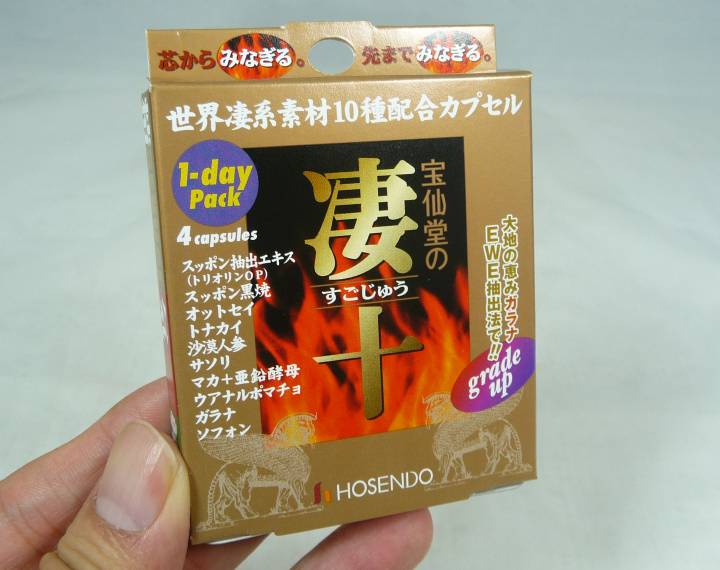 芯からみなぎる。 先までみなぎる。
世界凄系素材10種配合カプセル
1-day
Pack
4 capsules
宝仙堂の
凄十
すごじゅう
スッポン抽出エキス
(トリオリンOP)
スッポン黒焼
オットセイ
トナカイ
沙漠人参
サソリ
マカ+亜鉛酵母
ウアナルポマチョ
ガラナ
ソフォン
大地の恵みガラナ
EWE抽出法で!!
grade
up
HOSENDO